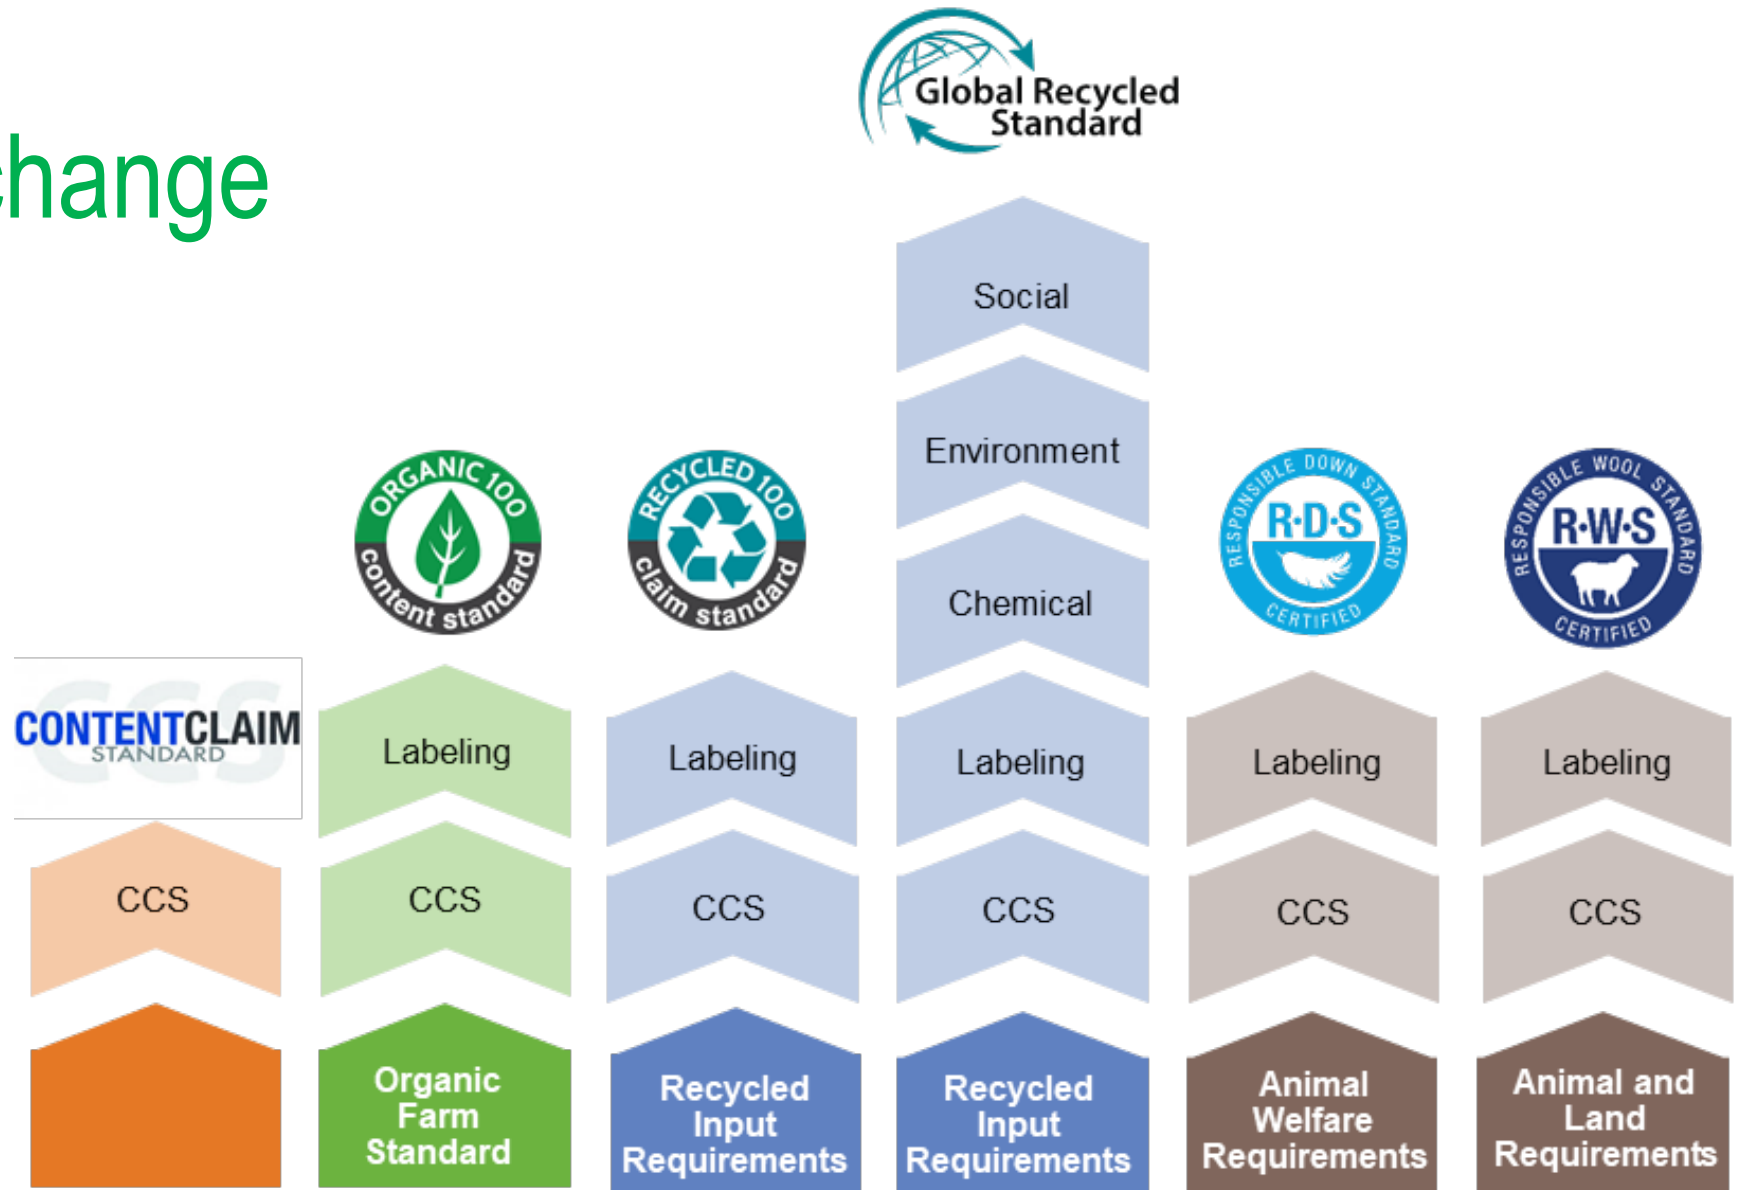 Global Recycled
Standard
change
Social
Environment
Chemical
ORGANIC 100
content standard
RECYCLED 100
claim standard
RESPONSIBLE DOWN STANDARD
R·D·S
CERTIFIED
RESPONSIBLE WOOL STANDARD
R·W·S
CERTIFIED
CCS
CONTENTCLAIM
STANDARD
Labeling
Labeling
Labeling
Labeling
Labeling
CCS
CCS
CCS
CCS
CCS
CCS
Organic
Farm
Standard
Recycled
Input
Requirements
Recycled
Input
Requirements
Animal
Welfare
Requirements
Animal and
Land
Requirements